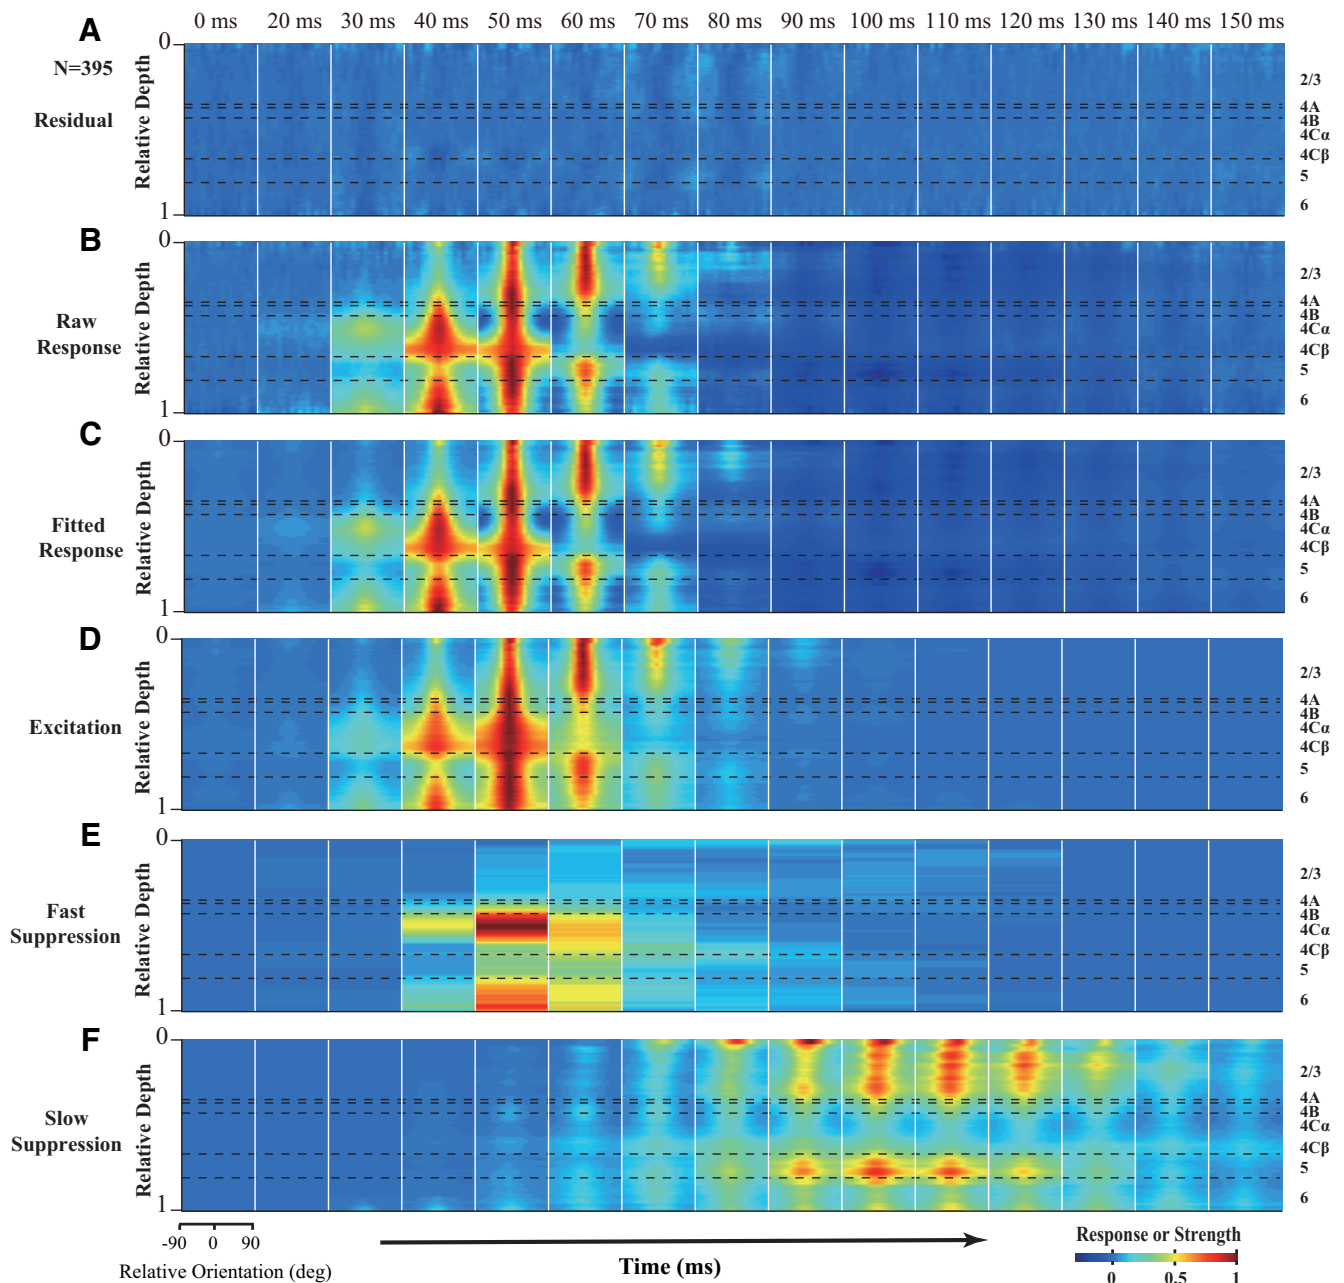 A
0 ms 20 ms 30 ms 40 ms 50 ms 60 ms 70 ms 80 ms 90 ms 100 ms 110 ms 120 ms 130 ms 140 ms 150 ms
N=395
Residual
Relative Depth
0
1
2/3
4A
4B
4Cα
4Cβ
5
6
B
Raw
Response
Relative Depth
0
1
2/3
4A
4B
4Cα
4Cβ
5
6
C
Fitted
Response
Relative Depth
0
1
2/3
4A
4B
4Cα
4Cβ
5
6
D
Excitation
Relative Depth
0
1
2/3
4A
4B
4Cα
4Cβ
5
6
E
Fast
Suppression
Relative Depth
0
1
2/3
4A
4B
4Cα
4Cβ
5
6
F
Slow
Suppression
Relative Depth
0
1
2/3
4A
4B
4Cα
4Cβ
5
6
-90 0 90
Relative Orientation (deg)
Time (ms)
Response or Strength
0 0.5 1